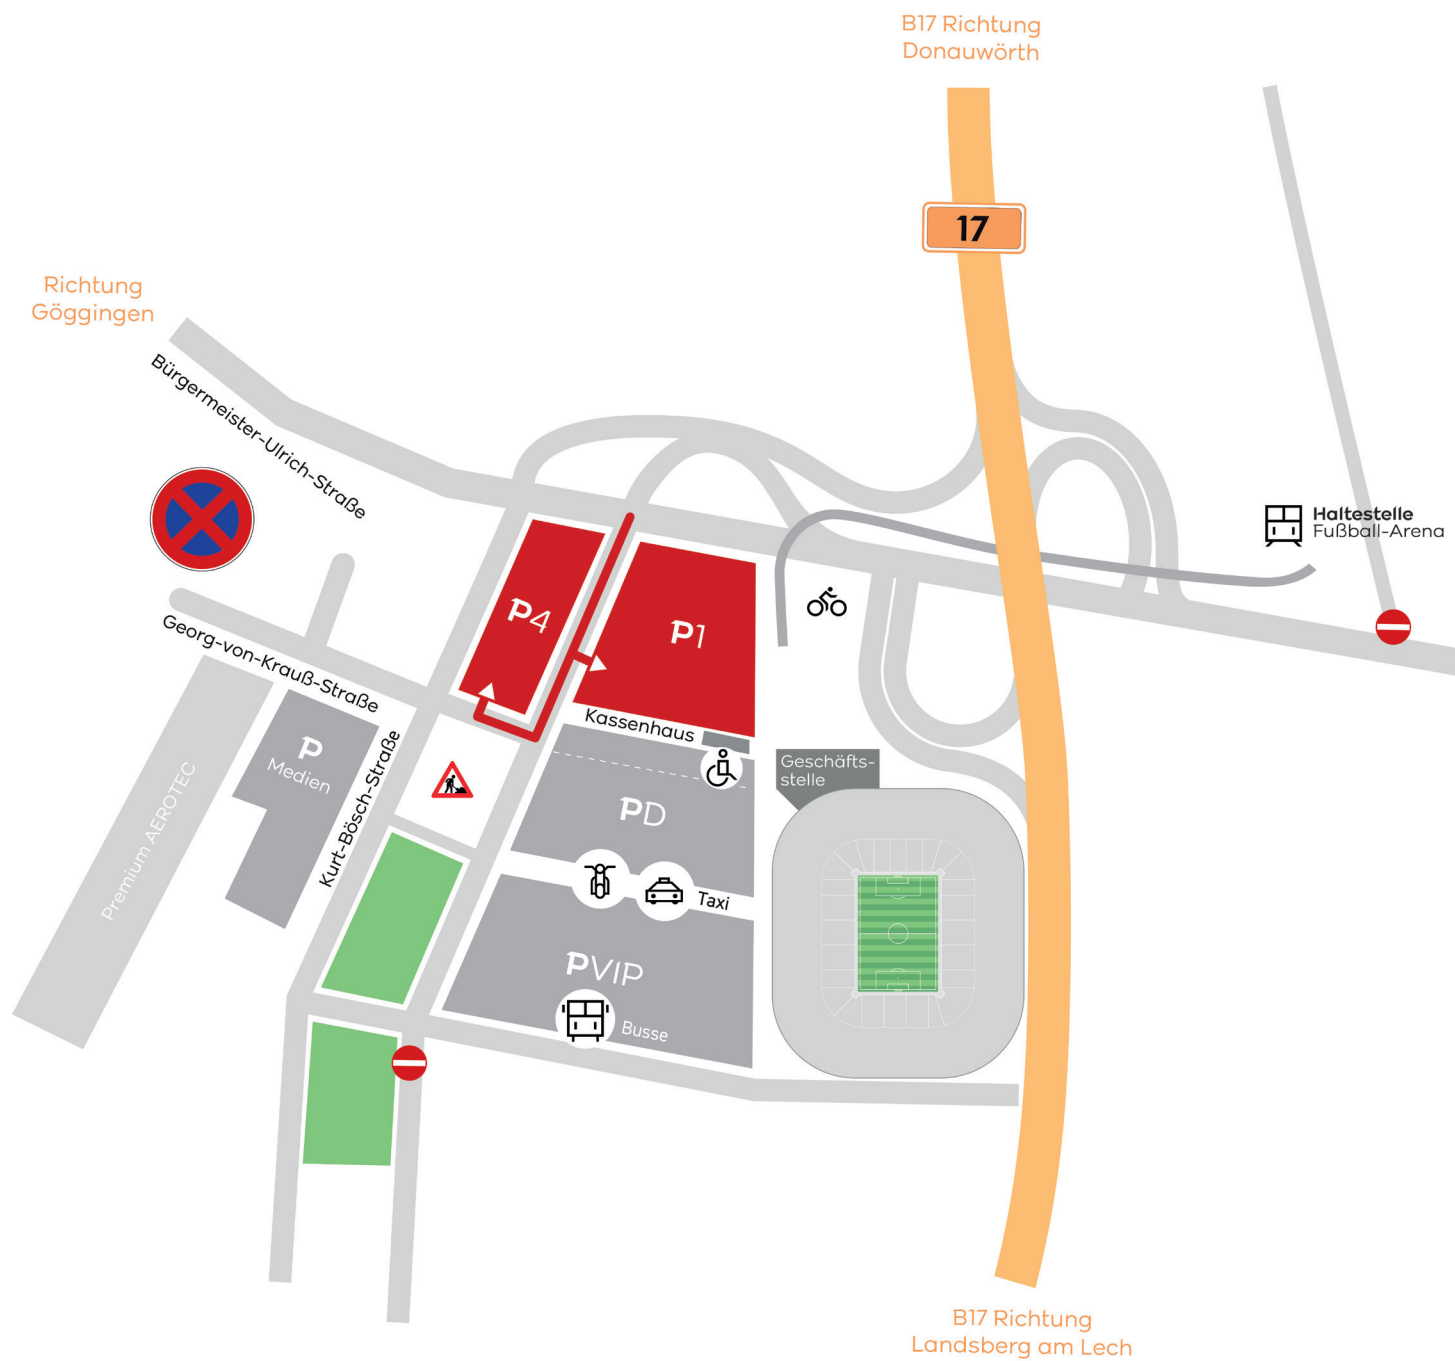 B17 Richtung
Donauwörth
17
Richtung
Göggingen
Bürgermeister-Ulrich-Straße
Haltestelle
Fußball-Arena
P4
P1
Georg-von-Krauß-Straße
Kassenhaus
P
Medien
Kurt-Bösch-Straße
Geschäfts-
stelle
PD
Premium AEROTEC
Taxi
PVIP
Busse
B17 Richtung
Landsberg am Lech